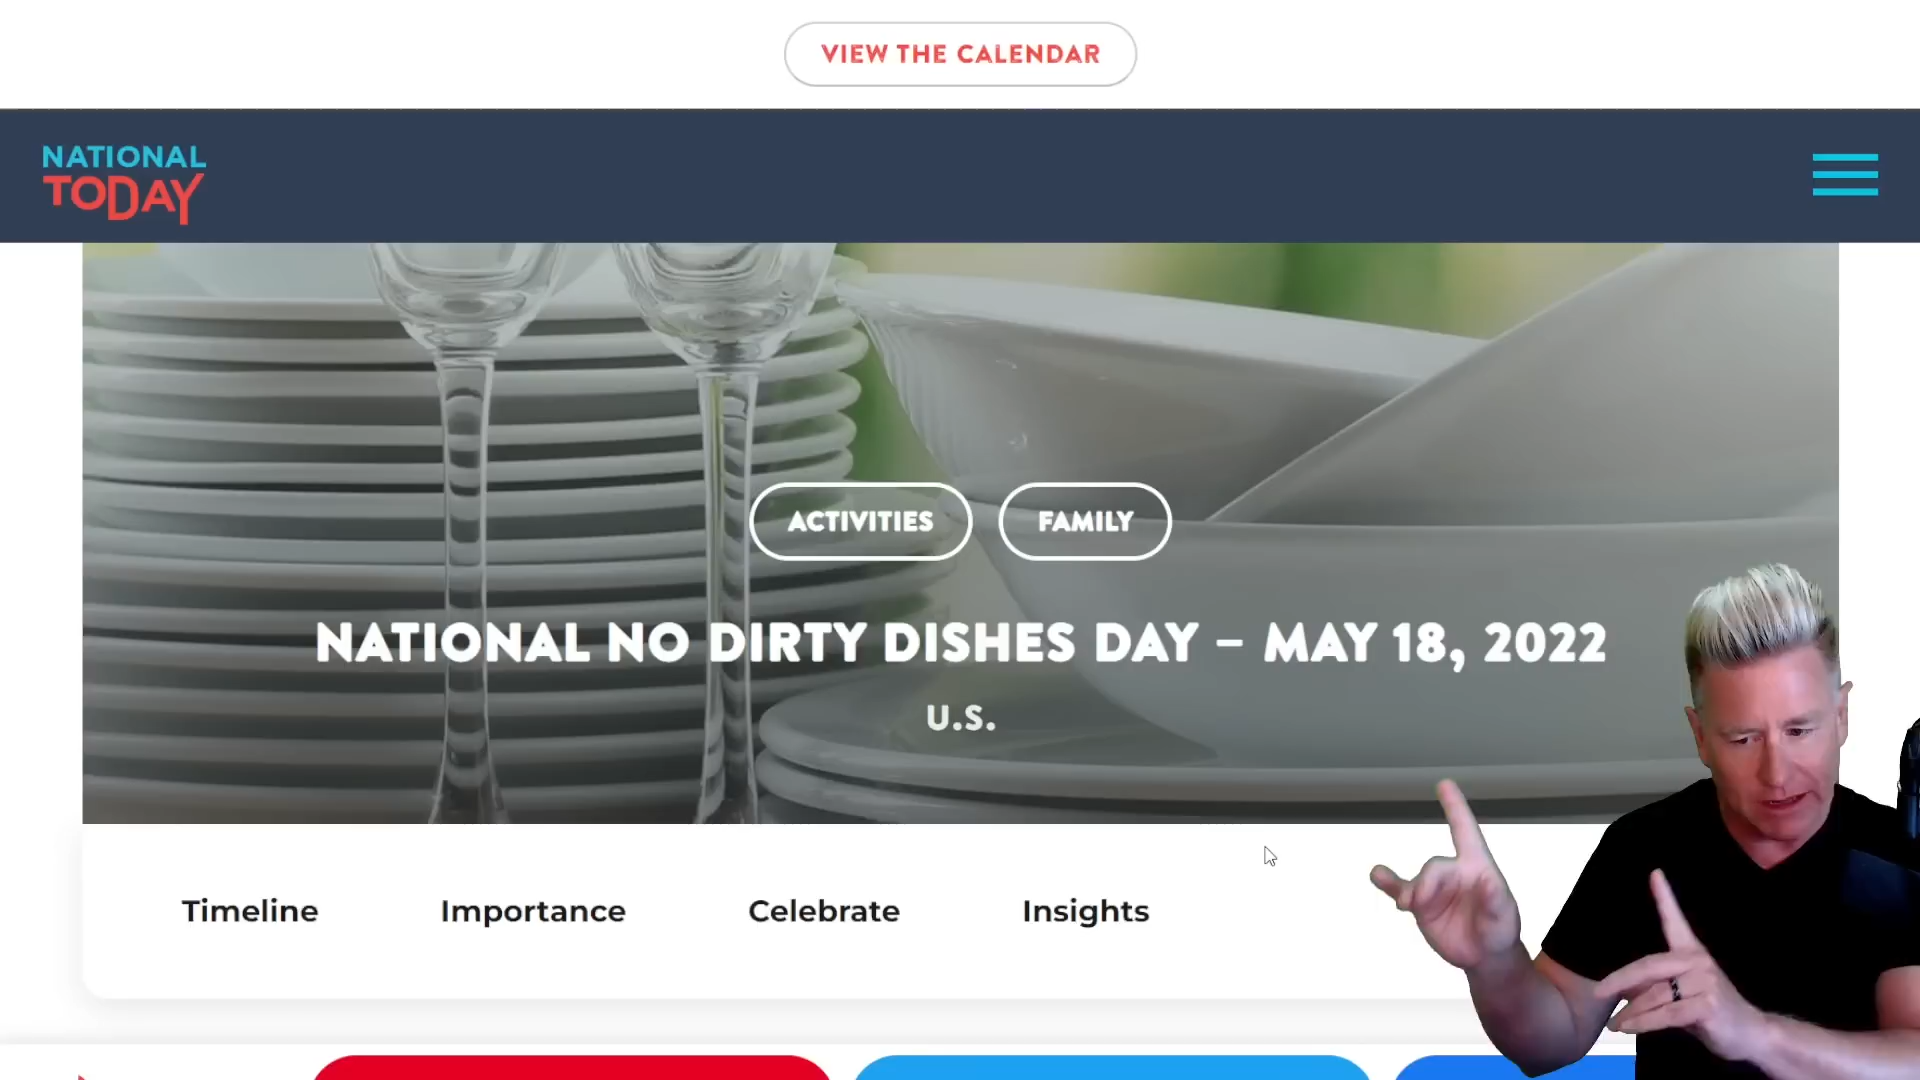 VIEW THE CALENDAR
NATIONAL
TODAY
ACTIVITIES
FAMILY
NATIONAL NO DIRTY DISHES DAY – MAY 18, 2022
U.S.
Timeline
Importance
Celebrate
Insights